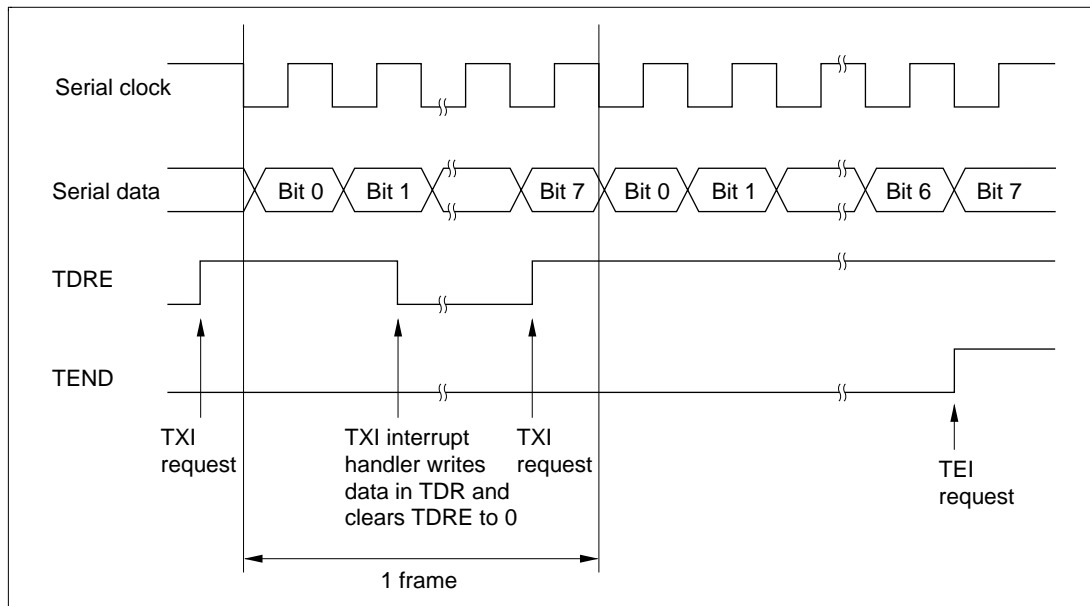 Serial clock
Serial data
Bit 0
Bit 1
Bit 7
Bit 0
Bit 1
Bit 6
Bit 7
TDRE
TEND
TXI
request
TXI interrupt
handler writes
data in TDR and
clears TDRE to 0
TXI
request
TEI
request
1 frame